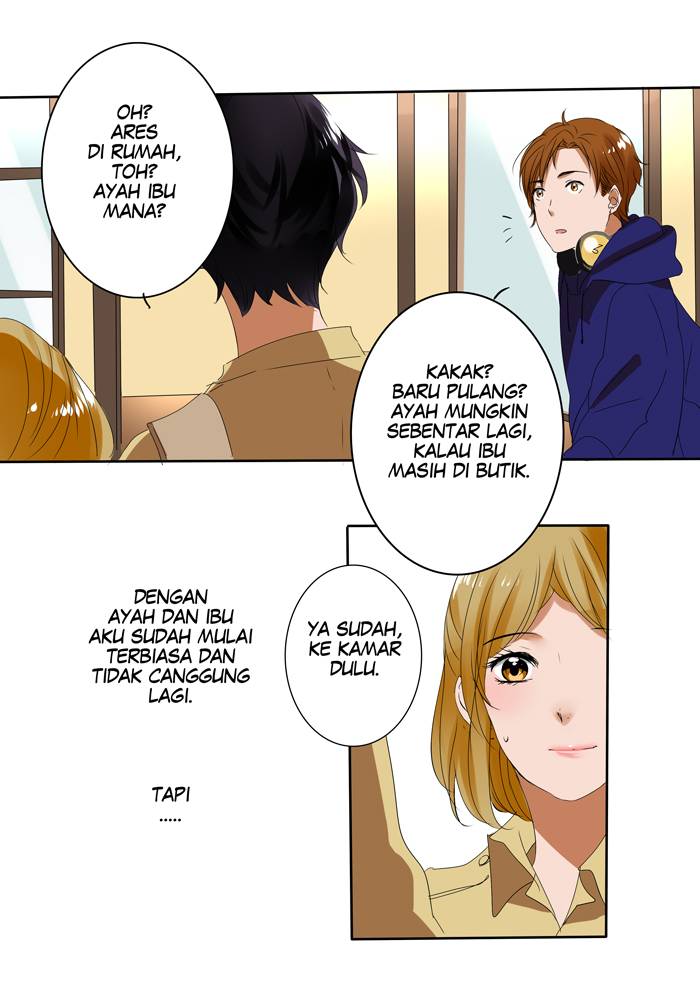 OH?
ARES
DI RUMAH,
TOH?
AYAH IBU
MANA?
KAKAK?
BARU PULANG?
AYAH MUNGKIN
SEBENTAR LAGI,
KALAU IBU
MASIH DI BUTIK.
YA SUDAH,
KE KAMAR
DULU.
DENGAN
AYAH DAN IBU
AKU SUDAH MULAI
TERBIASA DAN
TIDAK CANGGUNG
LAGI.
TAPI
.....